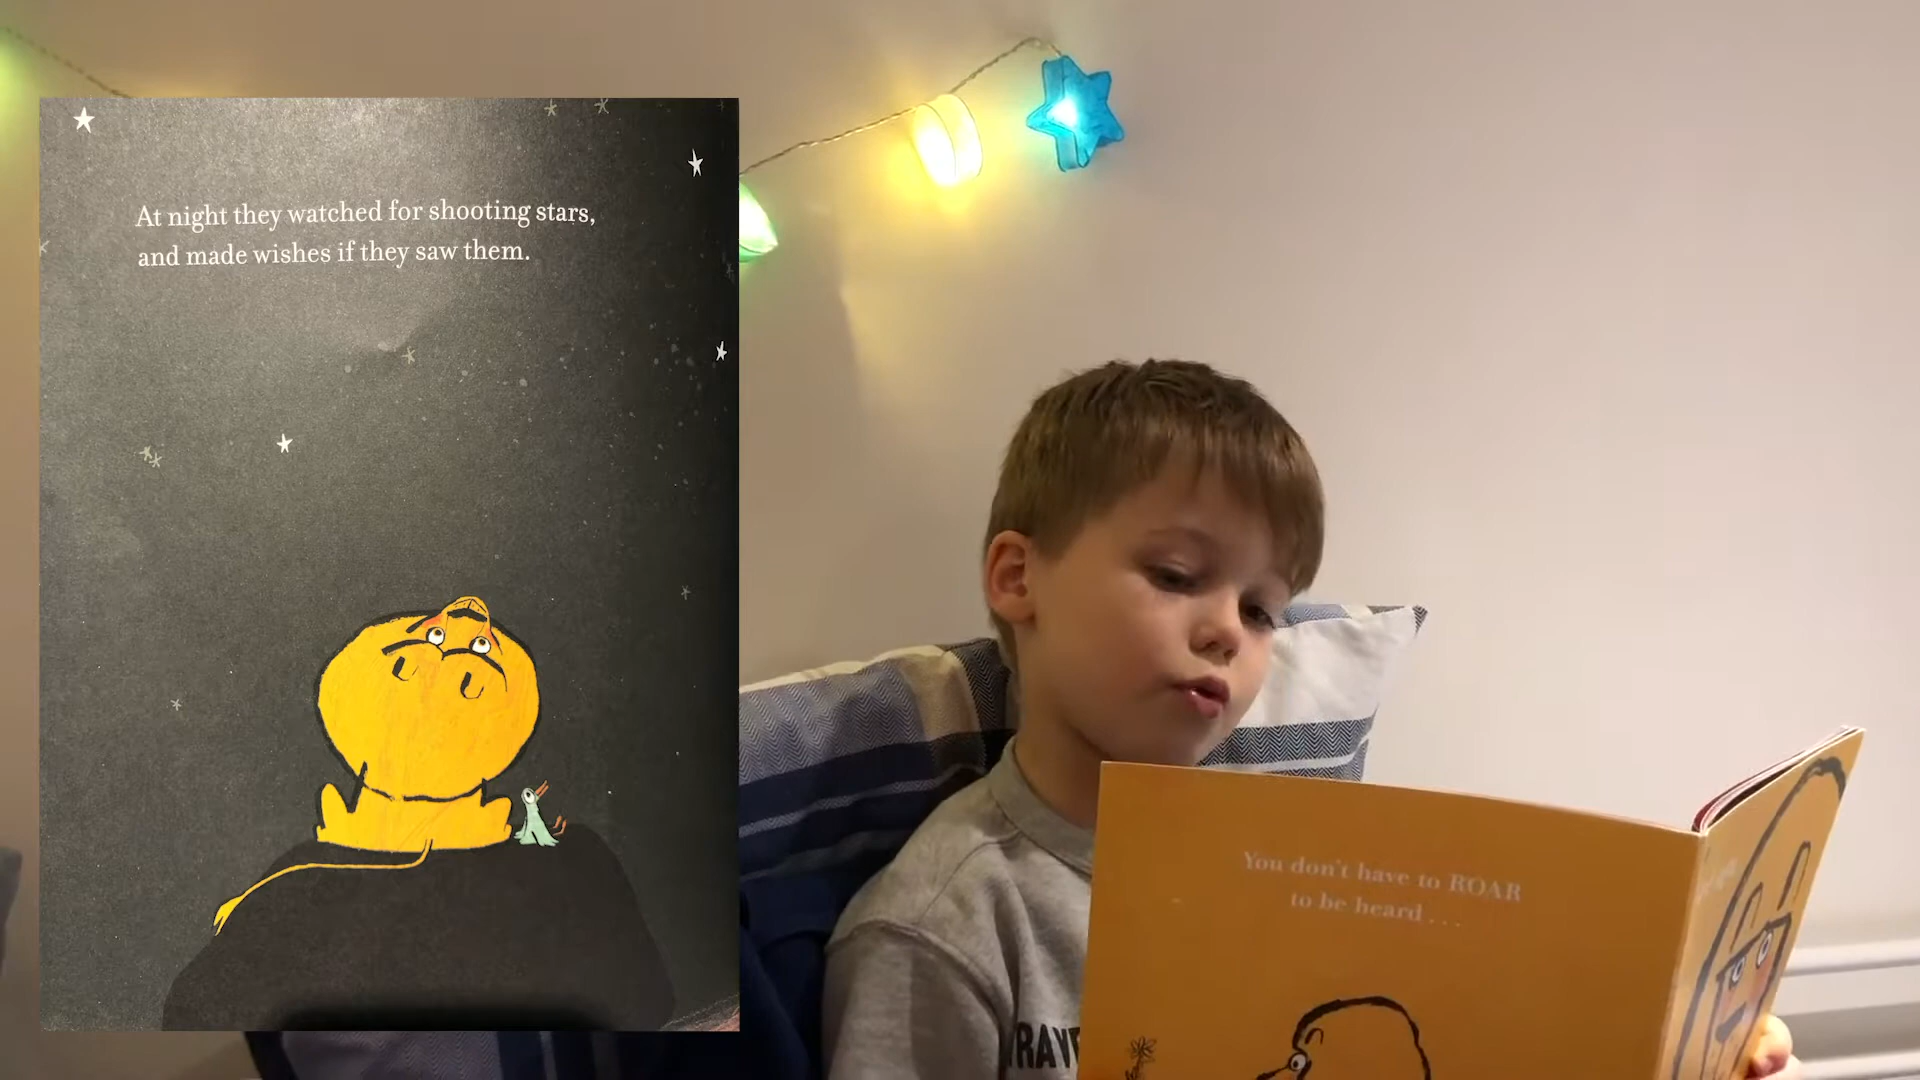 At night they watched for shooting stars,
and made wishes if they saw them.
You don't have to ROAR
to be heard . . .